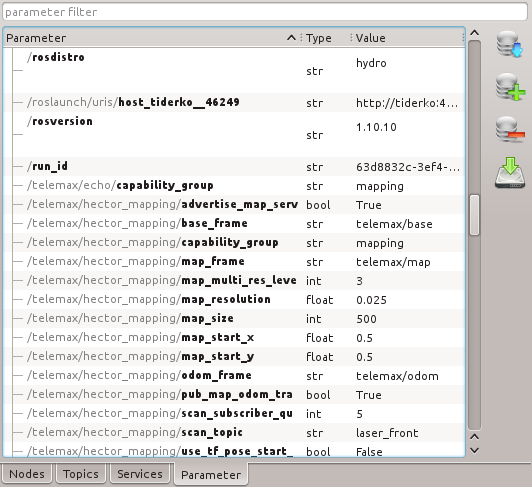 parameter filter
Parameter Type Value
/rosdistro str hydro
/roslaunch/uris/host_tiderko__46249 str http://tiderko:4...
/rosversion str 1.10.10
/run_id str 63d8832c-3ef4-...
/telemax/echo/capability_group str mapping
/telemax/hector_mapping/advertise_map_serv bool True
/telemax/hector_mapping/base_frame str telemax/base
/telemax/hector_mapping/capability_group str mapping
/telemax/hector_mapping/map_frame str telemax/map
/telemax/hector_mapping/map_multi_res_leve int 3
/telemax/hector_mapping/map_resolution float 0.025
/telemax/hector_mapping/map_size int 500
/telemax/hector_mapping/map_start_x float 0.5
/telemax/hector_mapping/map_start_y float 0.5
/telemax/hector_mapping/odom_frame str telemax/odom
/telemax/hector_mapping/pub_map_odom_tra bool True
/telemax/hector_mapping/scan_subscriber_qu int 5
/telemax/hector_mapping/scan_topic str laser_front
/telemax/hector_mapping/use_tf_pose_start_ bool False
Nodes Topics Services Parameter